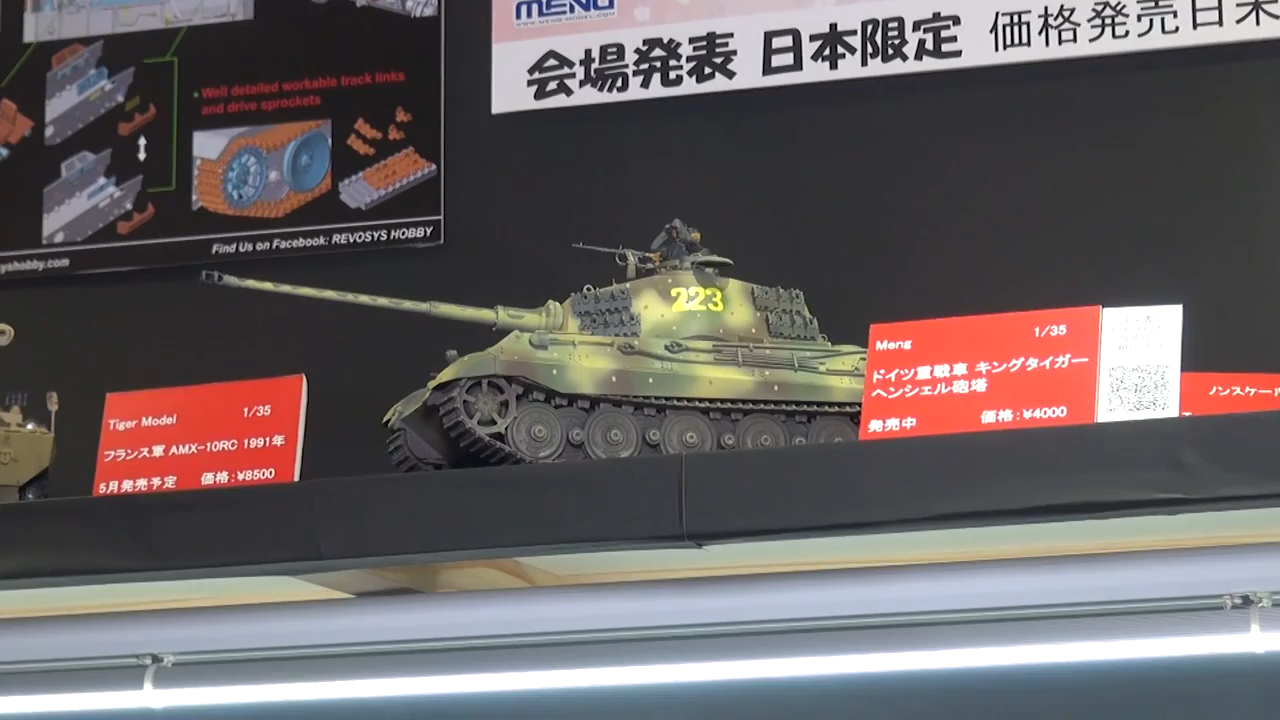 • Well detailed workable track links
and drive sprockets
Find Us on Facebook: REVOSYS HOBBY
yshobby.com
MENG
WWW.MENG-MODEL.COM
会場発表 日本限定 価格発売日未
223
Tiger Model 1/35
フランス軍 AMX-10RC 1991年
5月発売予定 価格:¥8500
Meng 1/35
ドイツ重戦車 キングタイガー
ヘンシェル砲塔
発売中 価格:¥4000
ノンスケール